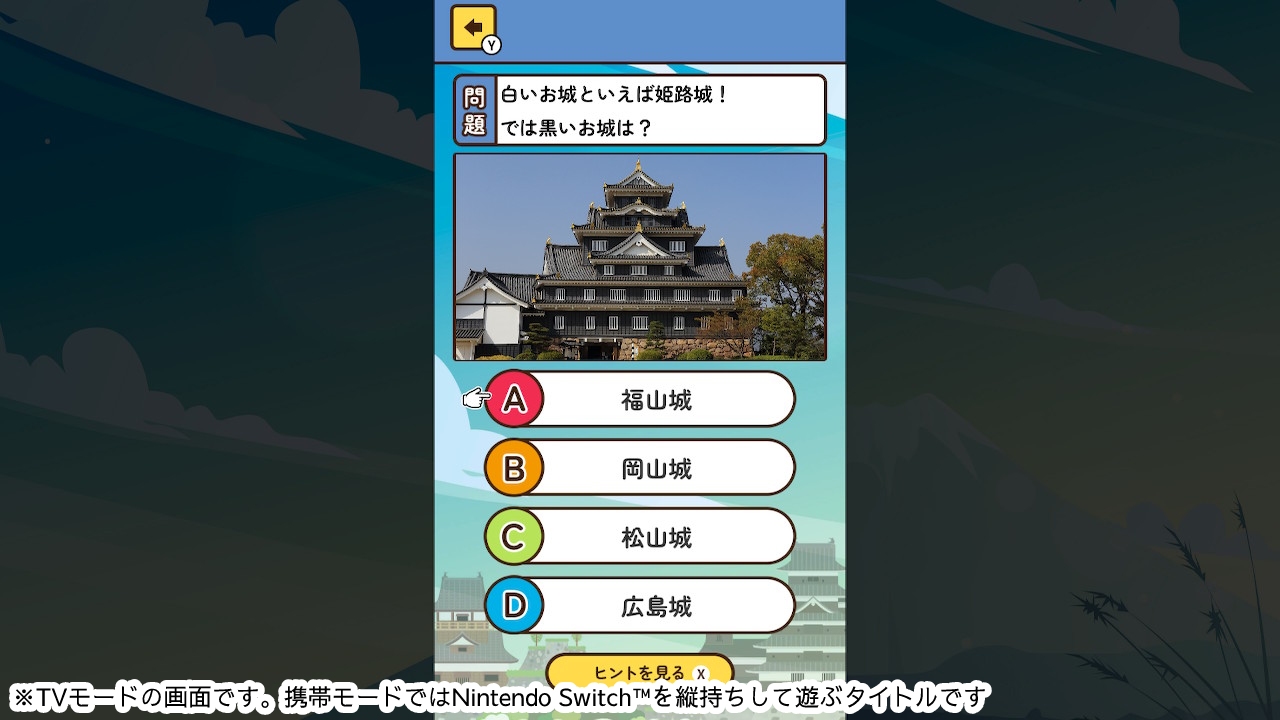 Y
問題
白いお城といえば姫路城！
では黒いお城は？
A 福山城
B 岡山城
C 松山城
D 広島城
ヒントを見る X
※TVモードの画面です。携帯モードではNintendo Switch™を縦持ちして遊ぶタイトルです